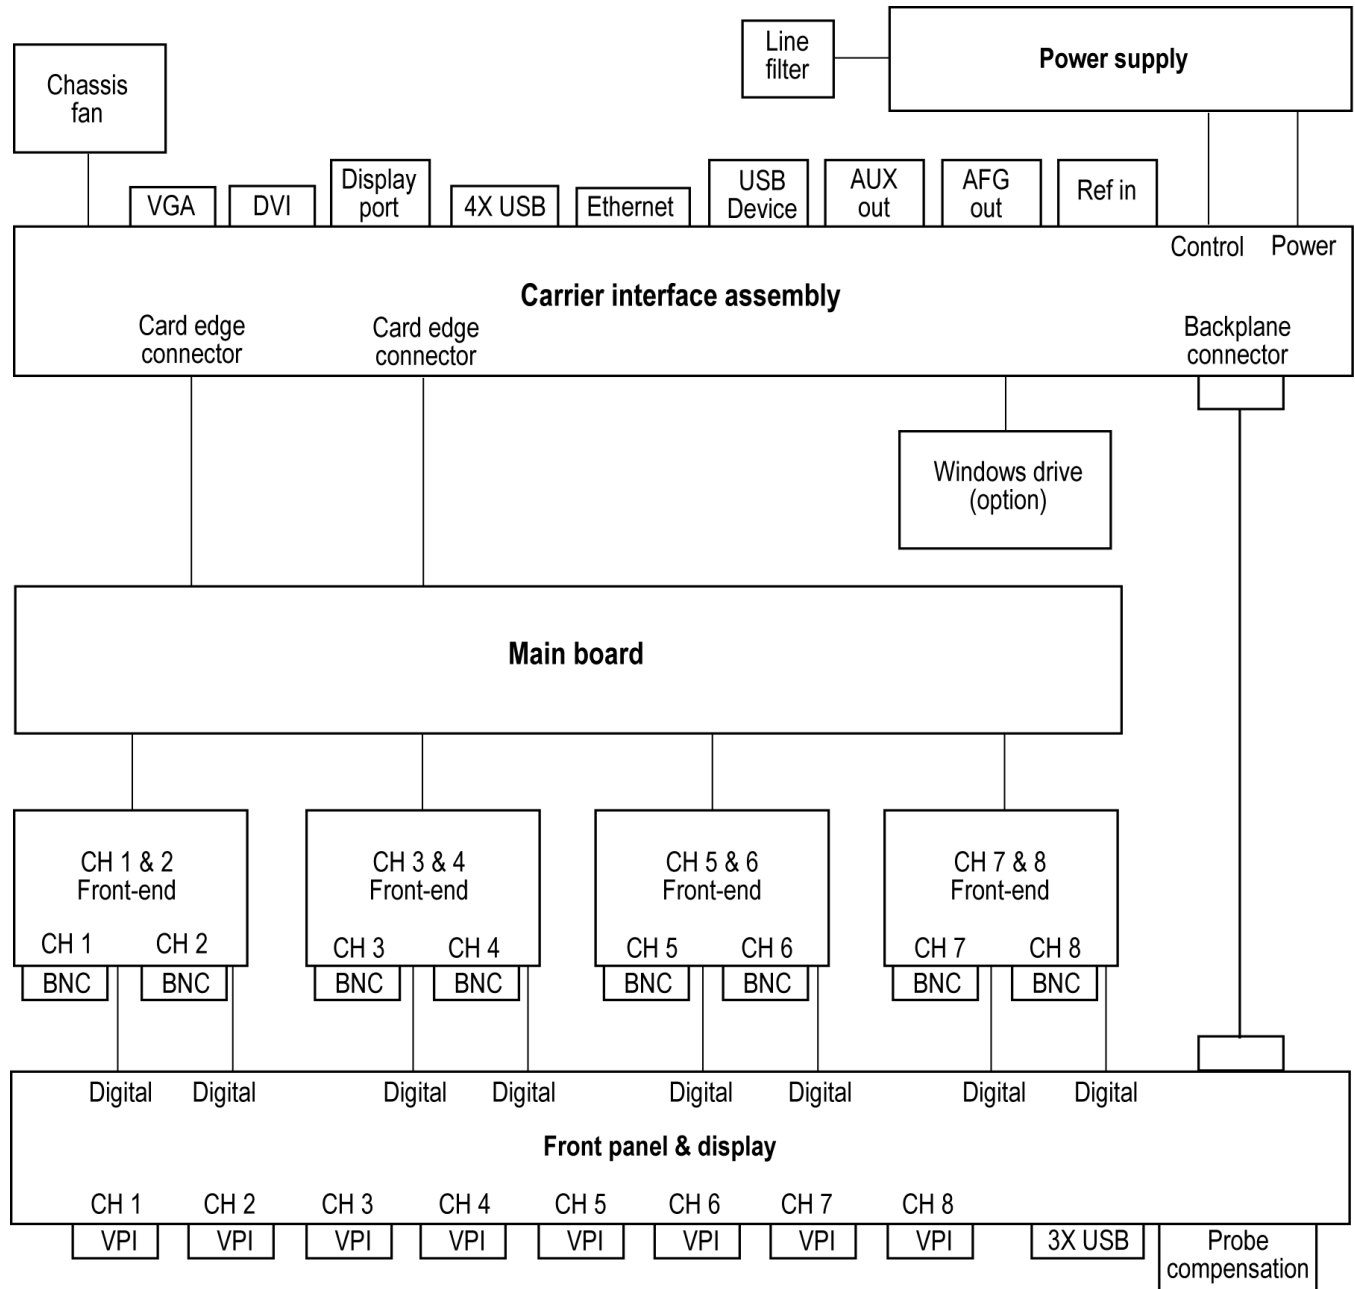 Line
filter
Power supply
Chassis
fan
VGA
DVI
Display
port
4X USB
Ethernet
USB
Device
AUX
out
AFG
out
Ref in
Control
Power
Carrier interface assembly
Card edge
connector
Card edge
connector
Backplane
connector
Windows drive
(option)
Main board
CH 1 & 2
Front-end
CH 1
CH 2
BNC
BNC
CH 3 & 4
Front-end
CH 3
CH 4
BNC
BNC
CH 5 & 6
Front-end
CH 5
CH 6
BNC
BNC
CH 7 & 8
Front-end
CH 7
CH 8
BNC
BNC
Digital
Digital
Digital
Digital
Digital
Digital
Digital
Digital
Front panel & display
CH 1
VPI
CH 2
VPI
CH 3
VPI
CH 4
VPI
CH 5
VPI
CH 6
VPI
CH 7
VPI
CH 8
VPI
3X USB
Probe
compensation